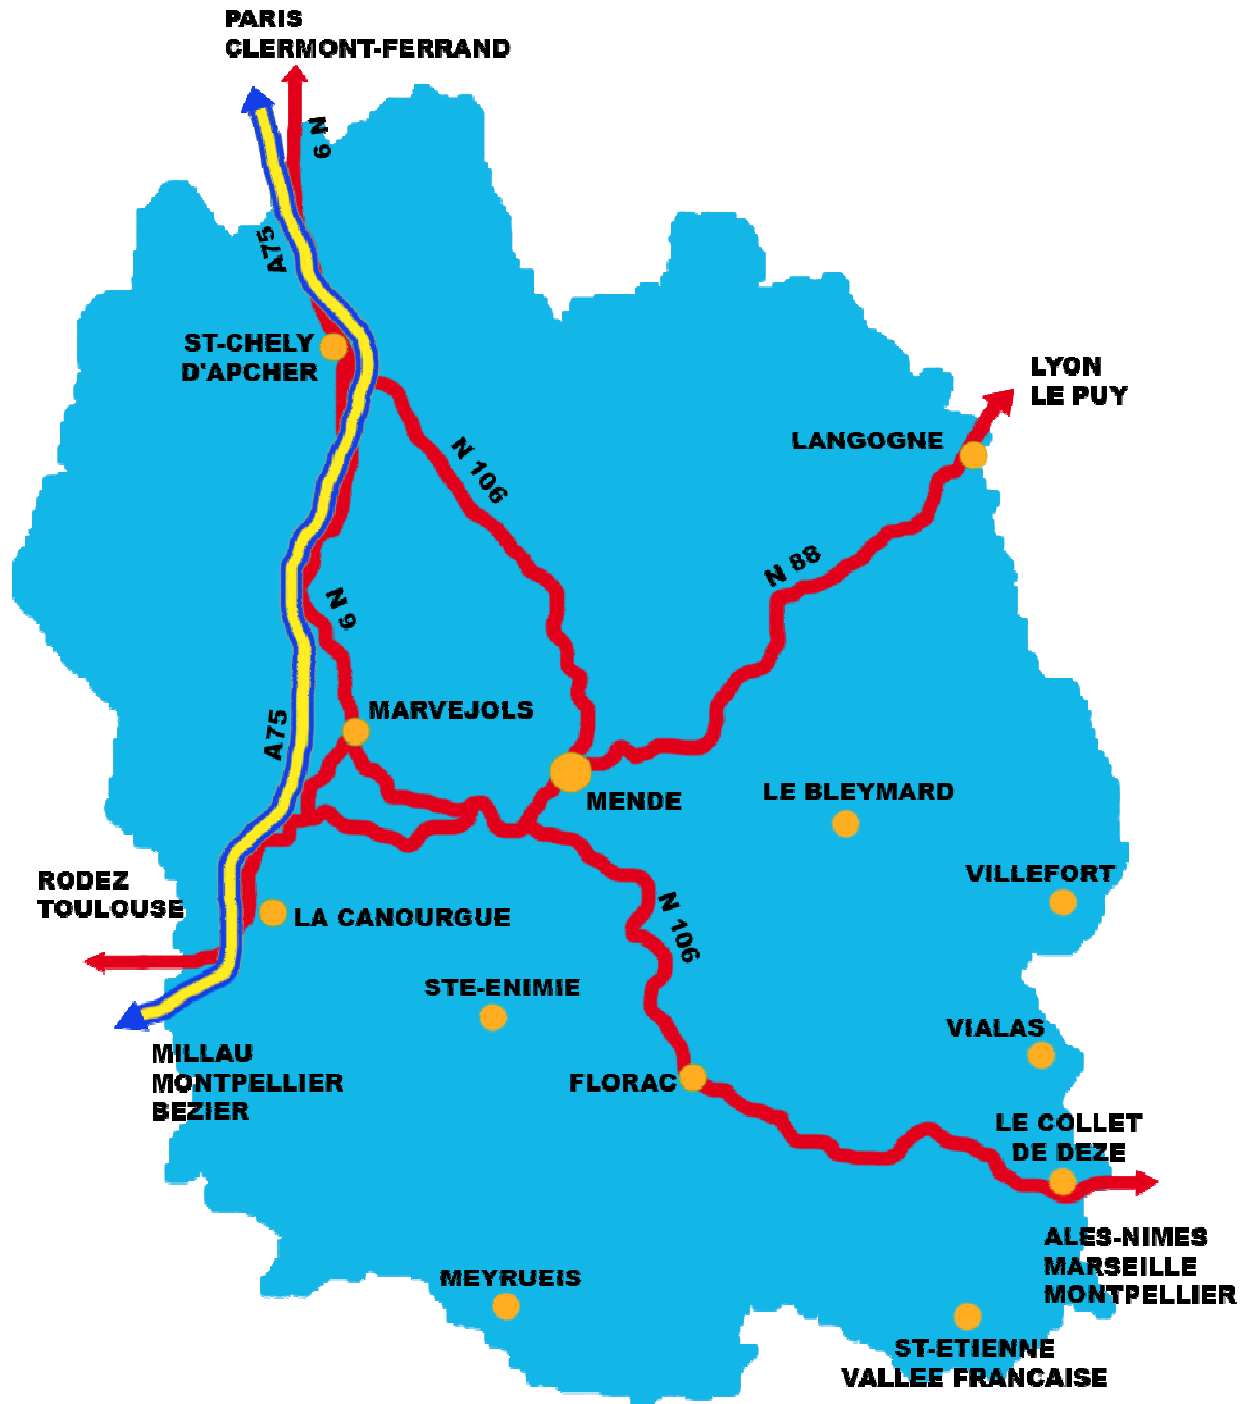 PARIS
CLERMONT-FERRAND
N 9
A75
ST-CHELY
D'APCHER
LYON
LE PUY
LANGOGNE
N 106
N 88
N 9
MARVEJOLS
A75
MENDE
LE BLEYMARD
RODEZ
TOULOUSE
VILLEFORT
LA CANOURGUE
N 106
STE-ENIMIE
VIALAS
MILLAU
MONTPELLIER
BEZIER
FLORAC
LE COLLET
DE DEZE
ALES-NIMES
MARSEILLE
MONTPELLIER
MEYRUEIS
ST-ETIENNE
VALLEE FRANCAISE